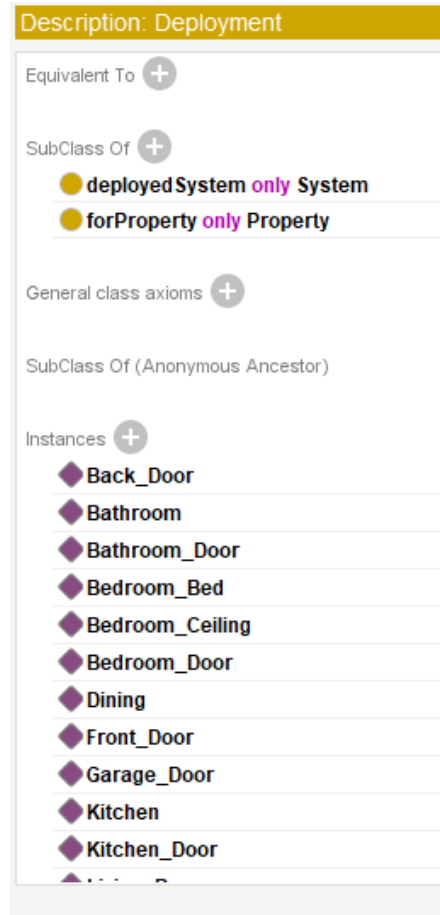 Description: Deployment
Equivalent To
SubClass Of
deployedSystem only System
forProperty only Property
General class axioms
SubClass Of (Anonymous Ancestor)
Instances
Back_Door
Bathroom
Bathroom_Door
Bedroom_Bed
Bedroom_Ceiling
Bedroom_Door
Dining
Front_Door
Garage_Door
Kitchen
Kitchen_Door